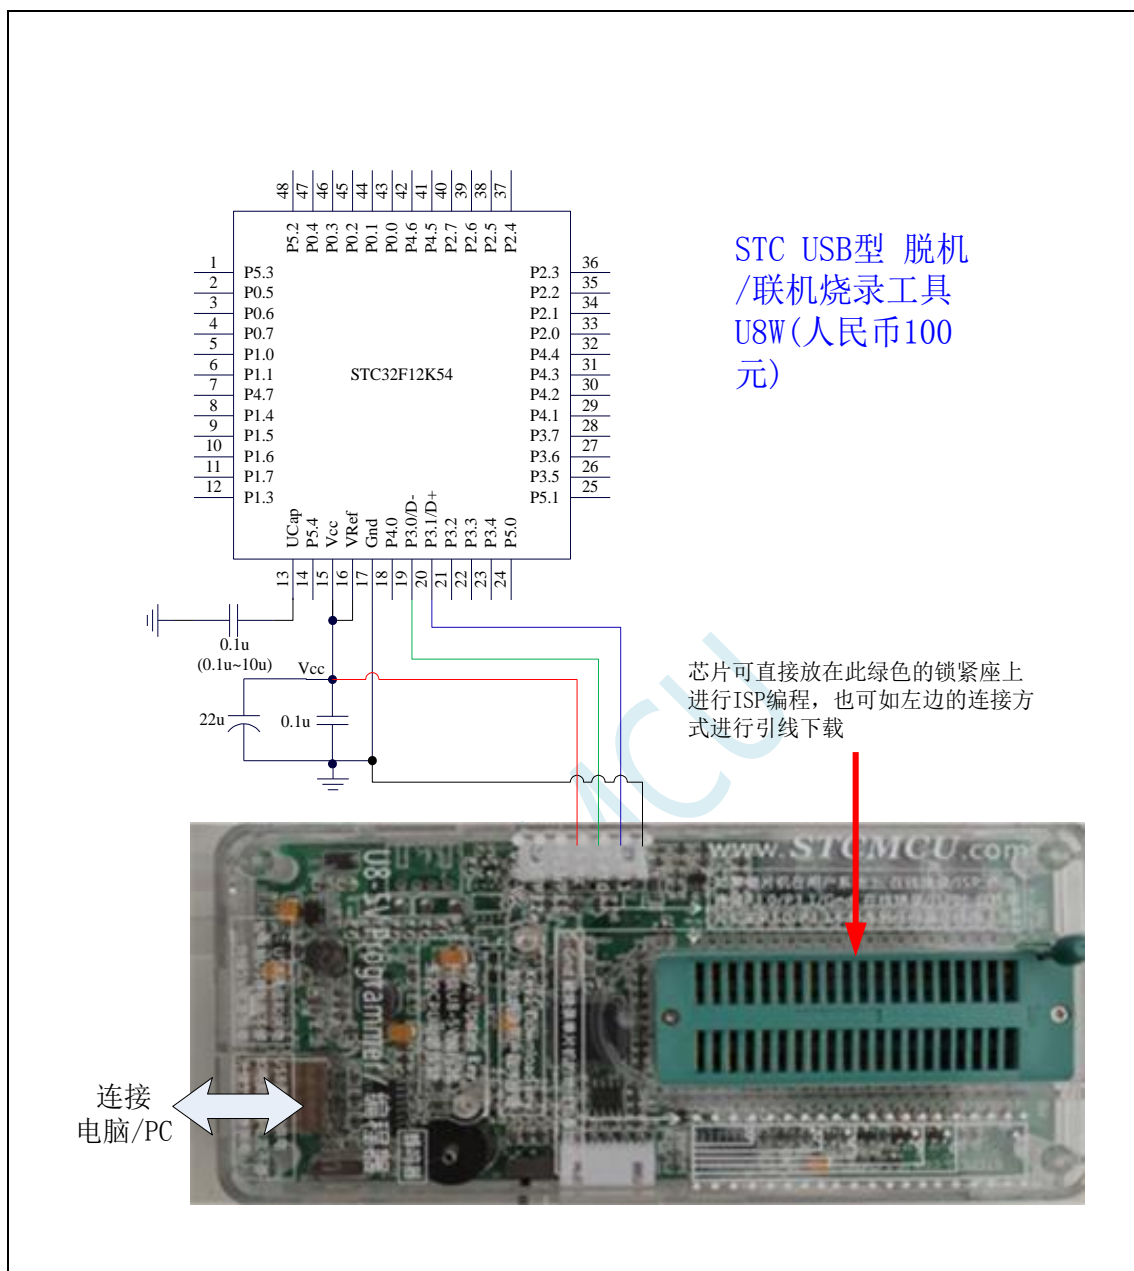 48 47 46 45 44 43 42 41 40 39 38 37
P5.2 P0.4 P0.3 P0.2 P0.1 P0.0 P4.6 P4.5 P2.7 P2.6 P2.5 P2.4
1 P5.3
2 P0.5
3 P0.6
4 P0.7
5 P1.0
6 P1.1
7 P4.7
8 P1.4
9 P1.5
10 P1.6
11 P1.7
12 P1.3
STC32F12K54
P2.3 36
P2.2 35
P2.1 34
P2.0 33
P4.4 32
P4.3 31
P4.2 30
P4.1 29
P3.7 28
P3.6 27
P3.5 26
P5.1 25
UCap P5.4 Vcc VRef Gnd P4.0 P3.0/D- P3.1/D+ P3.2 P3.3 P3.4 P5.0
13 14 15 16 17 18 19 20 21 22 23 24
STC USB型 脱机
/联机烧录工具
U8W(人民币100
元)
0.1u
(0.1u~10u)
Vcc
22u
0.1u
芯片可直接放在此绿色的锁紧座上
进行ISP编程，也可如左边的连接方
式进行引线下载
MCU
www.STCMCU.com
编程器
连接
电脑/PC